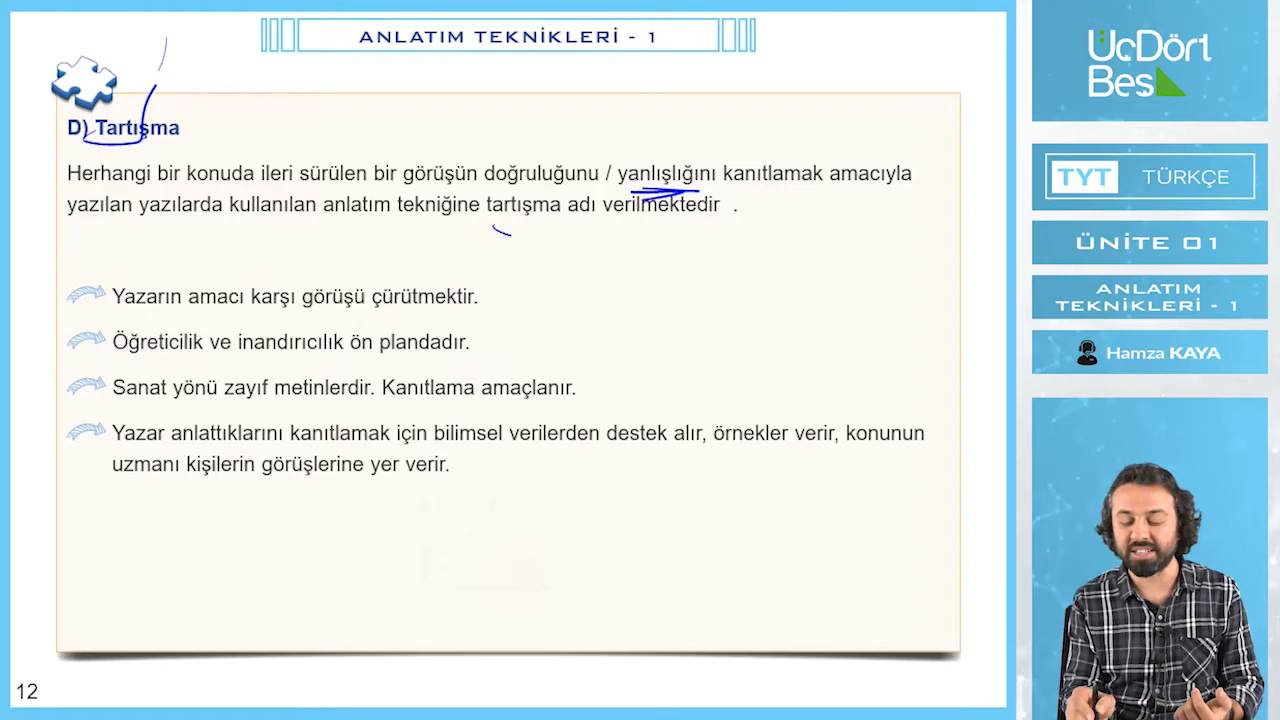 ANLATIM TEKNİKLERİ - 1
D) Tartışma
Herhangi bir konuda ileri sürülen bir görüşün doğruluğunu / yanlışlığını kanıtlamak amacıyla
yazılan yazılarda kullanılan anlatım tekniğine tartışma adı verilmektedir .
Yazarın amacı karşı görüşü çürütmektir.
Öğreticilik ve inandırıcılık ön plandadır.
Sanat yönü zayıf metinlerdir. Kanıtlama amaçlanır.
Yazar anlattıklarını kanıtlamak için bilimsel verilerden destek alır, örnekler verir, konunun
uzmanı kişilerin görüşlerine yer verir.
12
ÜçDört
Beş
TYT TÜRKÇE
ÜNİTE 01
ANLATIM
TEKNİKLERİ - 1
Hamza KAYA